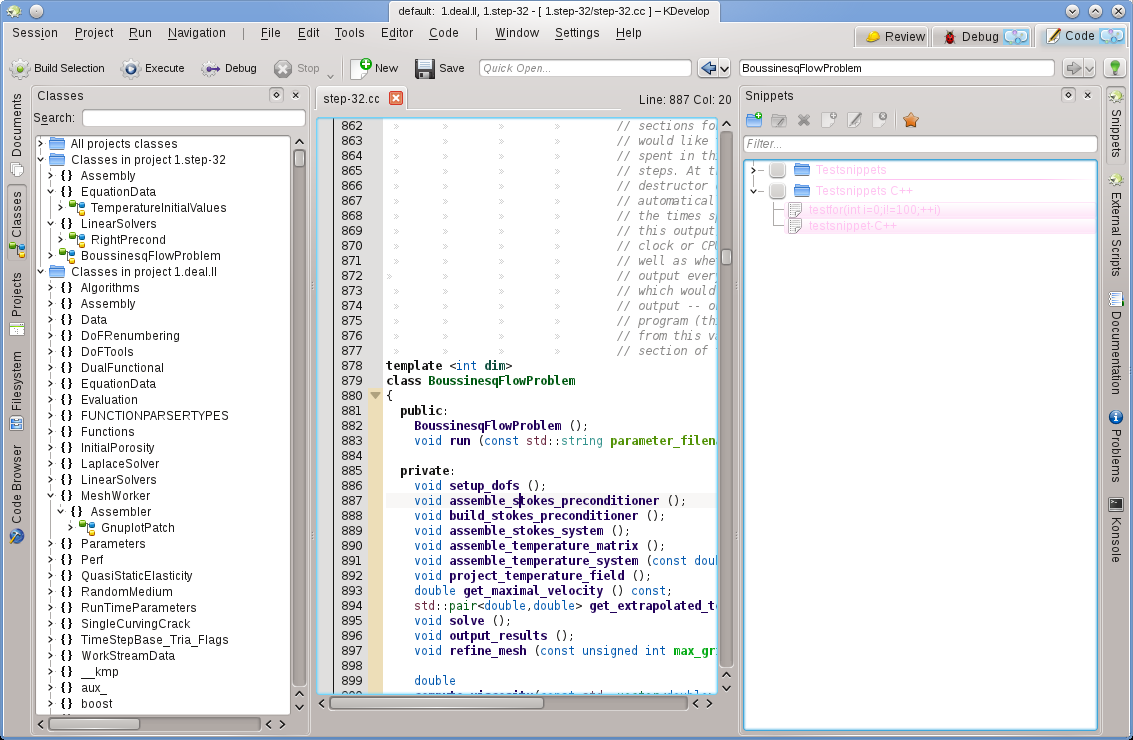 default:  1.deal.II, 1.step-32 - [ 1.step-32/step-32.cc ] – KDevelop
Session Project Run Navigation | File Edit Tools Editor Code | Window Settings Help
Review Debug Code
Build Selection Execute Debug Stop New Save Quick Open... BoussinesqFlowProblem
Documents
Classes
Projects
Filesystem
Code Browser
Classes
Search:
All projects classes
Classes in project 1.step-32
{} Assembly
{} EquationData
TemperatureInitialValues
{} LinearSolvers
RightPrecond
BoussinesqFlowProblem
Classes in project 1.deal.II
{} Algorithms
{} Assembly
{} Data
{} DoFRenumbering
{} DoFTools
{} DualFunctional
{} EquationData
{} Evaluation
{} FUNCTIONPARSERTYPES
{} Functions
{} InitialPorosity
{} LaplaceSolver
{} LinearSolvers
{} MeshWorker
{} Assembler
GnuplotPatch
{} Parameters
{} Perf
{} QuasiStaticElasticity
{} RandomMedium
{} RunTimeParameters
{} SingleCurvingCrack
{} TimeStepBase_Tria_Flags
{} WorkStreamData
{} __kmp
{} aux_
{} boost
step-32.cc
Line: 887 Col: 20
862 // sections fo
863 // would like
864 // spent in th
865 // steps. At t
866 // destructor
867 // automatical
868 // the times s
869 // this output
870 // clock or CP
871 // well as whe
872 // output ever
873 // which would
874 // output -- o
875 // program (th
876 // from this v
877 // section of
878 template <int dim>
879 class BoussinesqFlowProblem
880 {
881 public:
882 BoussinesqFlowProblem ();
883 void run (const std::string parameter_filen
884
885 private:
886 void setup_dofs ();
887 void assemble_stokes_preconditioner ();
888 void build_stokes_preconditioner ();
889 void assemble_stokes_system ();
890 void assemble_temperature_matrix ();
891 void assemble_temperature_system (const doub
892 void project_temperature_field ();
893 double get_maximal_velocity () const;
894 std::pair<double,double> get_extrapolated_te
895 void solve ();
896 void output_results ();
897 void refine_mesh (const unsigned int max_gr
898
899 double
Snippets
Filter...
Testsnippets
Testsnippets C++
testfor(int i=0;i!=100;++i)
testsnippet-C++
Snippets
External Scripts
Documentation
Problems
Konsole